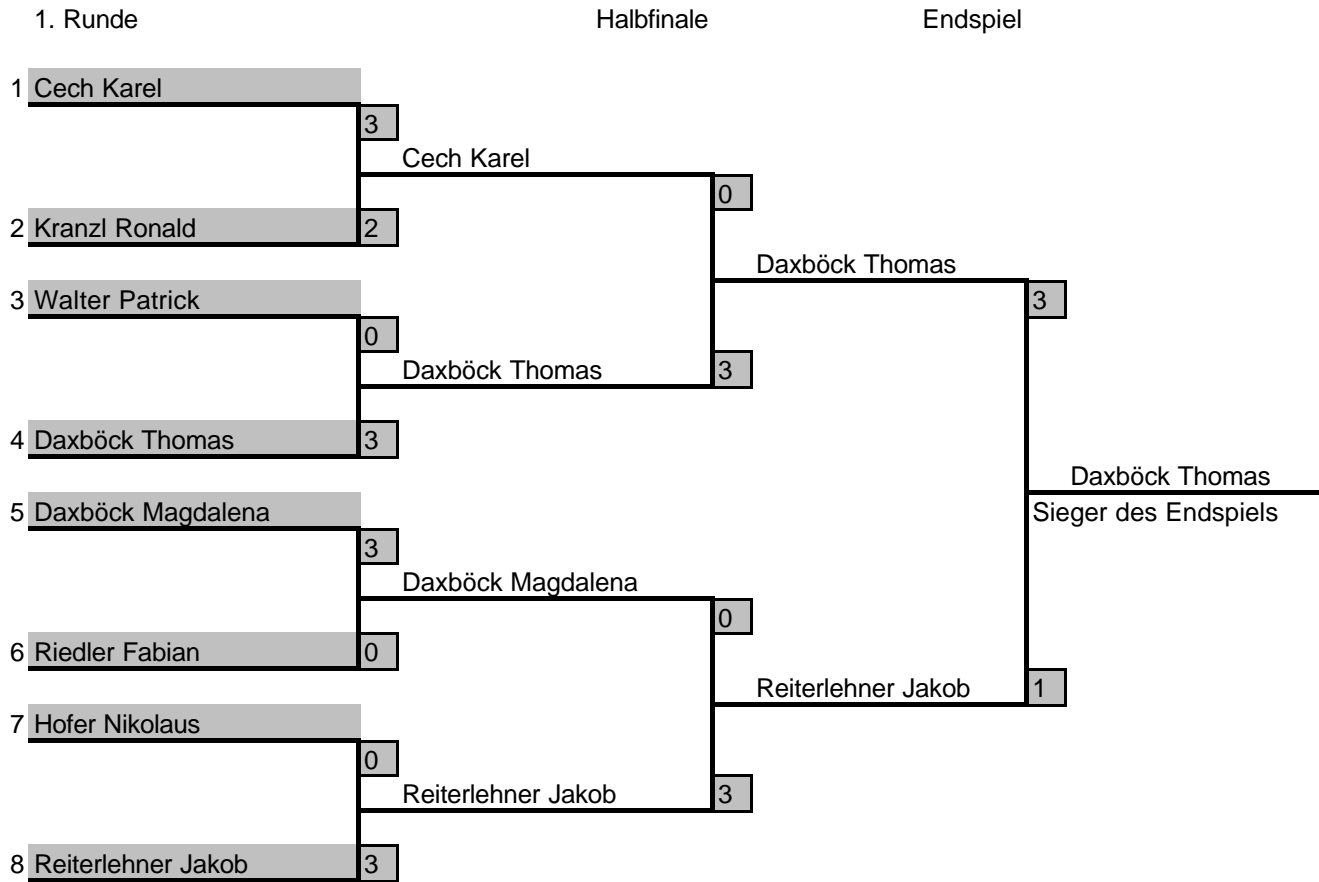 1. Runde Halbfinale Endspiel
1 Cech Karel
3
Cech Karel
0
2 Kranzl Ronald 2
Daxböck Thomas
3 Walter Patrick 3
0
Daxböck Thomas 3
4 Daxböck Thomas 3
Daxböck Thomas
5 Daxböck Magdalena Sieger des Endspiels
3
Daxböck Magdalena
0
6 Riedler Fabian 0
Reiterlehner Jakob 1
7 Hofer Nikolaus
0
Reiterlehner Jakob 3
8 Reiterlehner Jakob 3